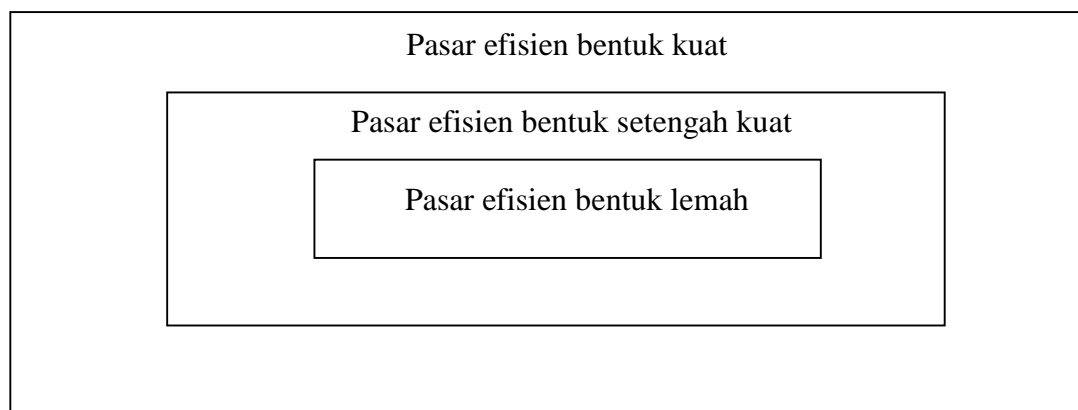 Pasar efisien bentuk kuat
Pasar efisien bentuk setengah kuat
Pasar efisien bentuk lemah